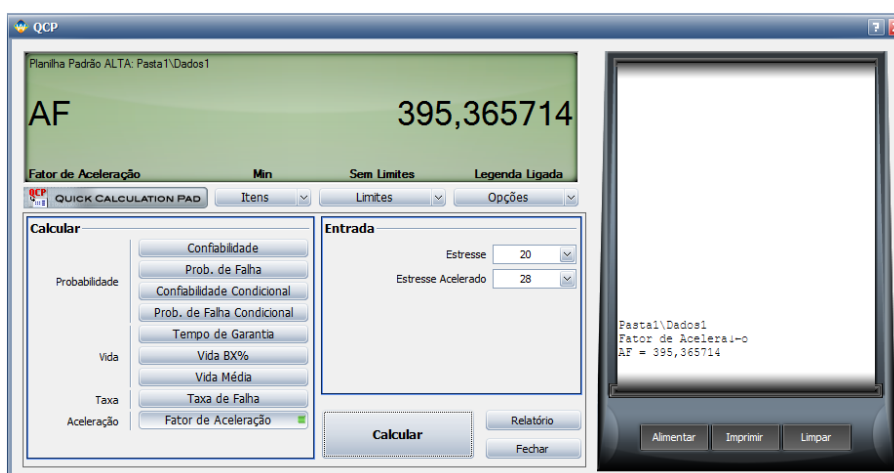 QCP
Planilha Padrão ALTA: Pasta1\Dados1
AF 395,365714
Fator de Aceleração Min Sem Limites Legenda Ligada
QCP QUICK CALCULATION PAD Itens Limites Opções
Calcular
Probabilidade
Confiabilidade
Prob. de Falha
Confiabilidade Condicional
Prob. de Falha Condicional
Vida
Tempo de Garantia
Vida BX%
Vida Média
Taxa
Taxa de Falha
Aceleração
Fator de Aceleração
Entrada
Estresse 20
Estresse Acelerado 28
Calcular
Relatório
Fechar
Pasta1\Dados1
Fator de Acelera↓-o
AF = 395,365714
Alimentar Imprimir Limpar